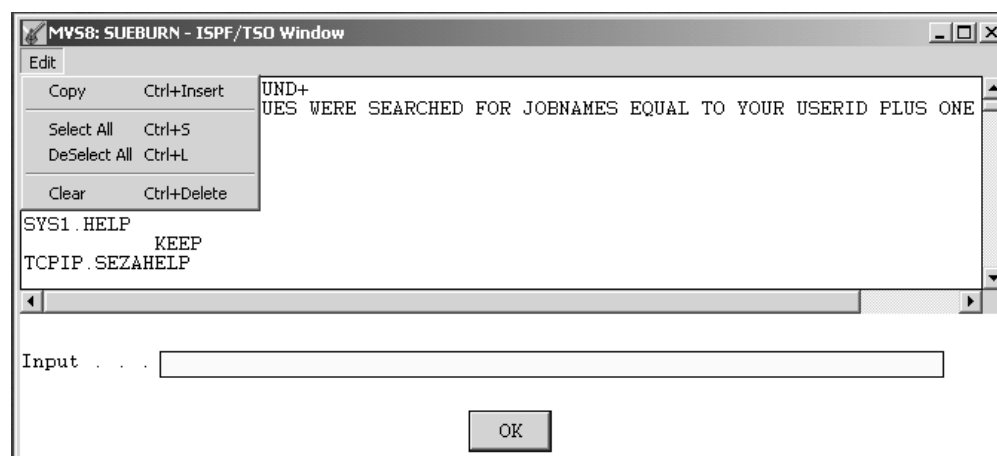 MVS8: SUEBURN - ISPF/TSO Window
Edit
Copy Ctrl+Insert
UND+
UES WERE SEARCHED FOR JOBNAMES EQUAL TO YOUR USERID PLUS ONE
Select All Ctrl+S
DeSelect All Ctrl+L
Clear Ctrl+Delete
SYS1.HELP
KEEP
TCPIP.SEZAHELP
Input . . .
OK